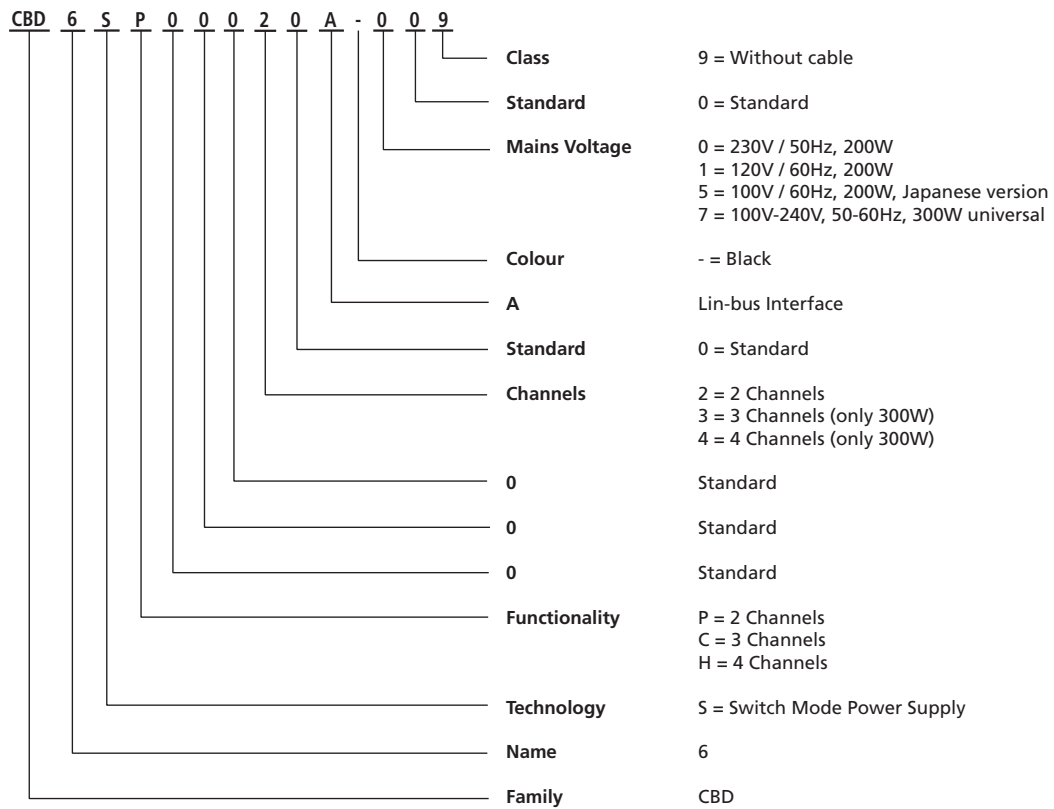 CBD 6 S P 0 0 0 2 0 A - 0 0 9
Class 9 = Without cable
Standard 0 = Standard
Mains Voltage 0 = 230V / 50Hz, 200W
1 = 120V / 60Hz, 200W
5 = 100V / 60Hz, 200W, Japanese version
7 = 100V-240V, 50-60Hz, 300W universal
Colour - = Black
A Lin-bus Interface
Standard 0 = Standard
Channels 2 = 2 Channels
3 = 3 Channels (only 300W)
4 = 4 Channels (only 300W)
0 Standard
0 Standard
0 Standard
Functionality P = 2 Channels
C = 3 Channels
H = 4 Channels
Technology S = Switch Mode Power Supply
Name 6
Family CBD